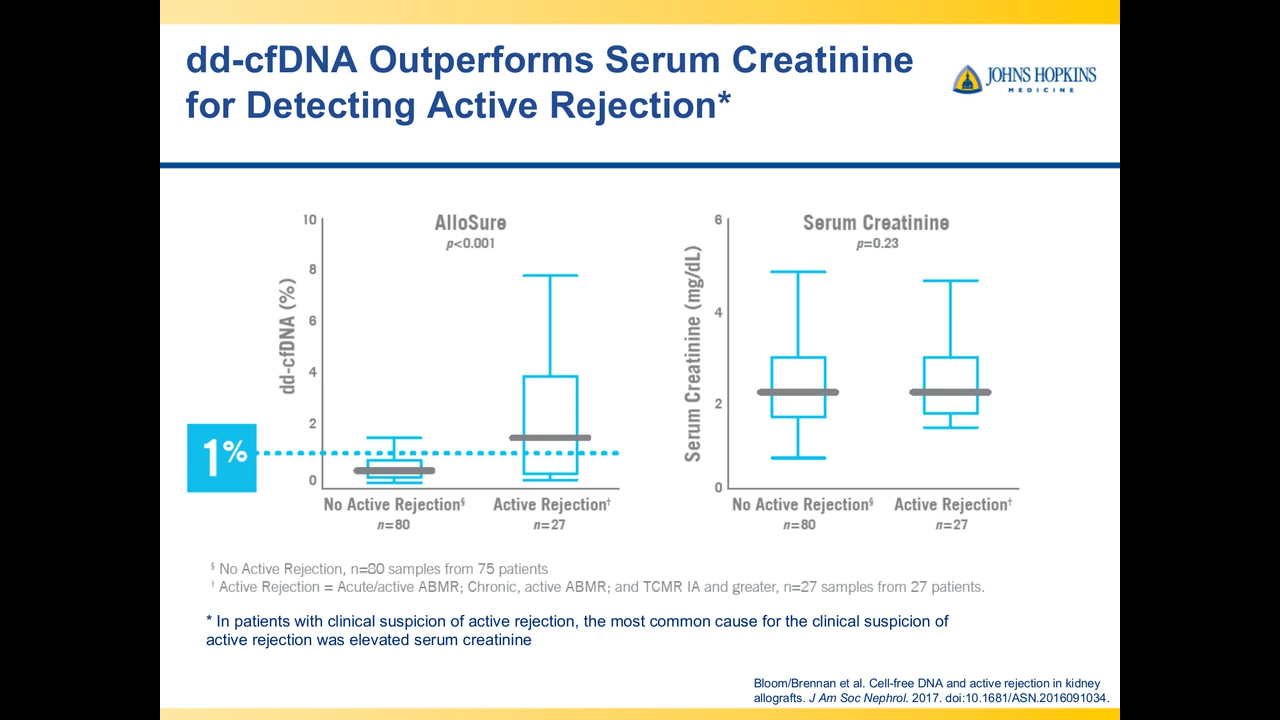 dd-cfDNA Outperforms Serum Creatinine
for Detecting Active Rejection*
JOHNS HOPKINS
MEDICINE
AlloSure
p<0.001
dd-cfDNA (%)
10
8
6
4
2
0
1%
No Active Rejection§
n=80
Active Rejection†
n=27
Serum Creatinine
p=0.23
Serum Creatinine (mg/dL)
6
4
2
0
No Active Rejection§
n=80
Active Rejection†
n=27
§ No Active Rejection, n=80 samples from 75 patients
† Active Rejection = Acute/active ABMR; Chronic, active ABMR; and TCMR IA and greater, n=27 samples from 27 patients.
* In patients with clinical suspicion of active rejection, the most common cause for the clinical suspicion of
active rejection was elevated serum creatinine
Bloom/Brennan et al. Cell-free DNA and active rejection in kidney
allografts. J Am Soc Nephrol. 2017. doi:10.1681/ASN.2016091034.